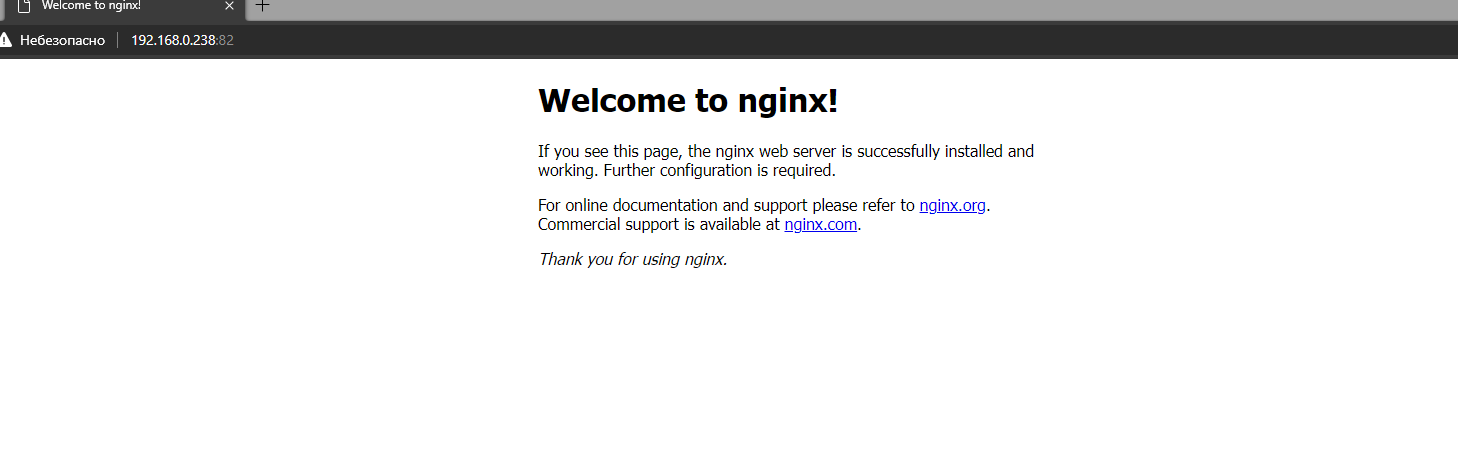 Welcome to nginx!
Небезопасно 192.168.0.238:82
Welcome to nginx!
If you see this page, the nginx web server is successfully installed and
working. Further configuration is required.
For online documentation and support please refer to nginx.org.
Commercial support is available at nginx.com.
Thank you for using nginx.